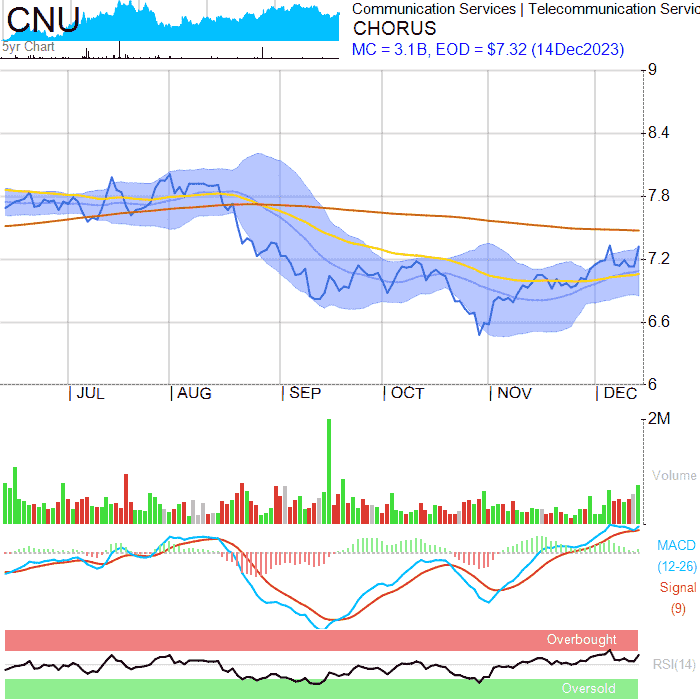 CNU
5yr Chart
Communication Services | Telecommunication Servic
CHORUS
MC = 3.1B, EOD = $7.32 (14Dec2023)
9
8.4
7.8
7.2
6.6
6
JUL
AUG
SEP
OCT
NOV
DEC
2M
Volume
MACD
(12-26)
Signal
(9)
Overbought
RSI(14)
Oversold